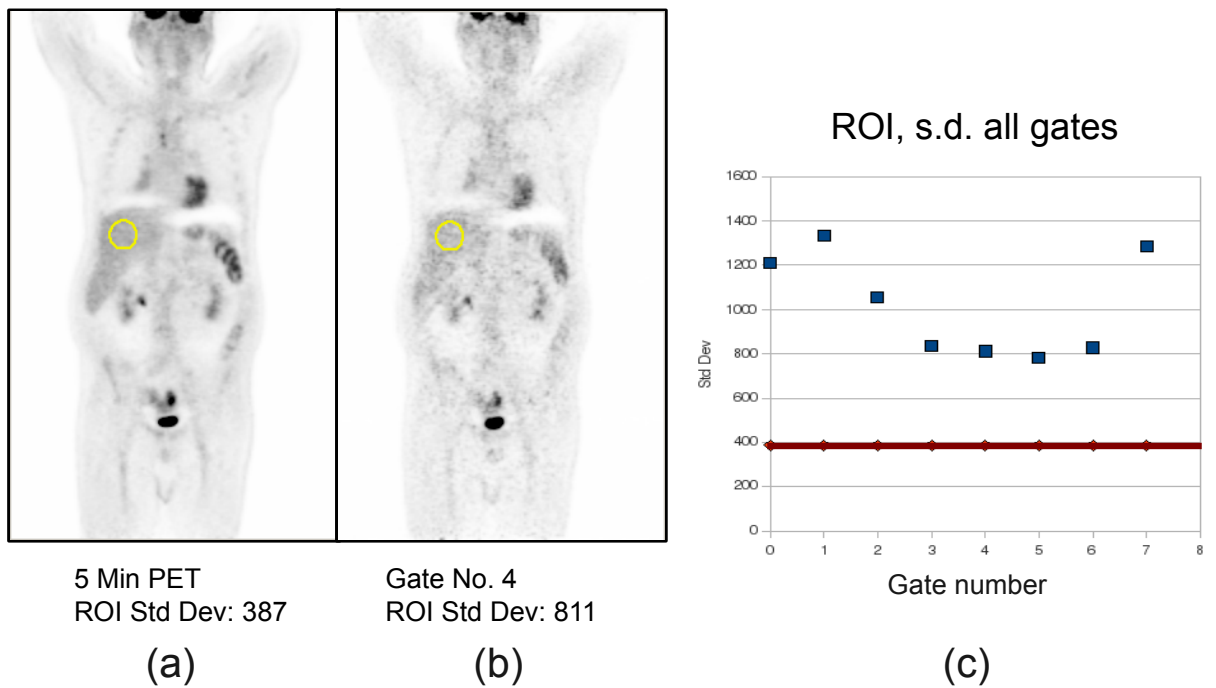 5 Min PET
ROI Std Dev: 387
(a)
Gate No. 4
ROI Std Dev: 811
(b)
ROI, s.d. all gates
1600
1400
1200
1000
800
600
400
200
0
Std Dev
0 1 2 3 4 5 6 7 8
Gate number
(c)